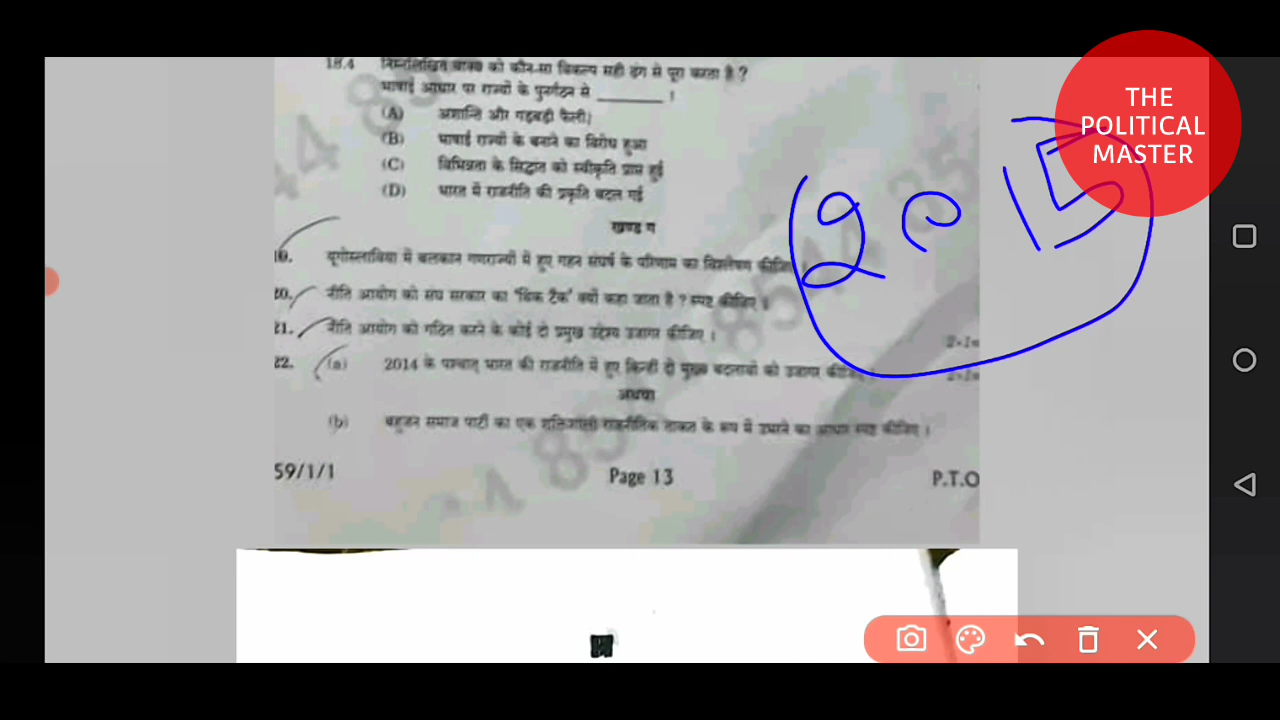 18.4 निम्नलिखित वाक्य को कौन-सा विकल्प सही ढंग से पूरा करता है ?
भाषाई आधार पर राज्यों के पुनर्गठन से ________ ।
(A) अशान्ति और गड़बड़ी फैली।
(B) भाषाई राज्यों के बनाने का विरोध हुआ
(C) विभिन्नता के सिद्धांत को स्वीकृति प्राप्त हुई
(D) भारत में राजनीति की प्रकृति बदल गई
खण्ड ग
19. यूगोस्लाविया में बलकान गणराज्यों में हुए गहन संघर्ष के परिणाम का विश्लेषण कीजिए
20. नीति आयोग को संघ सरकार का 'थिंक टैंक' क्यों कहा जाता है ? स्पष्ट कीजिए ।
21. नीति आयोग को गठित करने के कोई दो प्रमुख उद्देश्य उजागर कीजिए ।
22. (a) 2014 के पश्चात् भारत की राजनीति में हुए किन्हीं दो मुख्य बदलावों को उजागर कीजिए ।
अथवा
(b) बहुजन समाज पार्टी का एक शक्तिशाली राजनीतिक ताकत के रूप में उभरने का आधार स्पष्ट कीजिए ।
59/1/1 Page 13 P.T.O
2015
THE
POLITICAL
MASTER